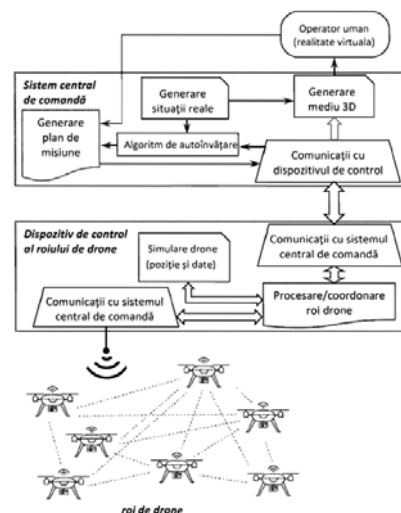 Operator uman
(realitate virtuala)
Sistem central
de comandă
Generare
situații reale
Generare
mediu 3D
Generare
plan de
misiune
Algoritm de autoînvățare
Comunicații cu
dispozitivul de control
Dispozitiv de control
al roiului de drone
Simulare drone
(poziție și date)
Comunicații cu sistemul
central de comandă
Comunicații cu sistemul
central de comandă
Procesare/coordonare
roi drone
roi de drone